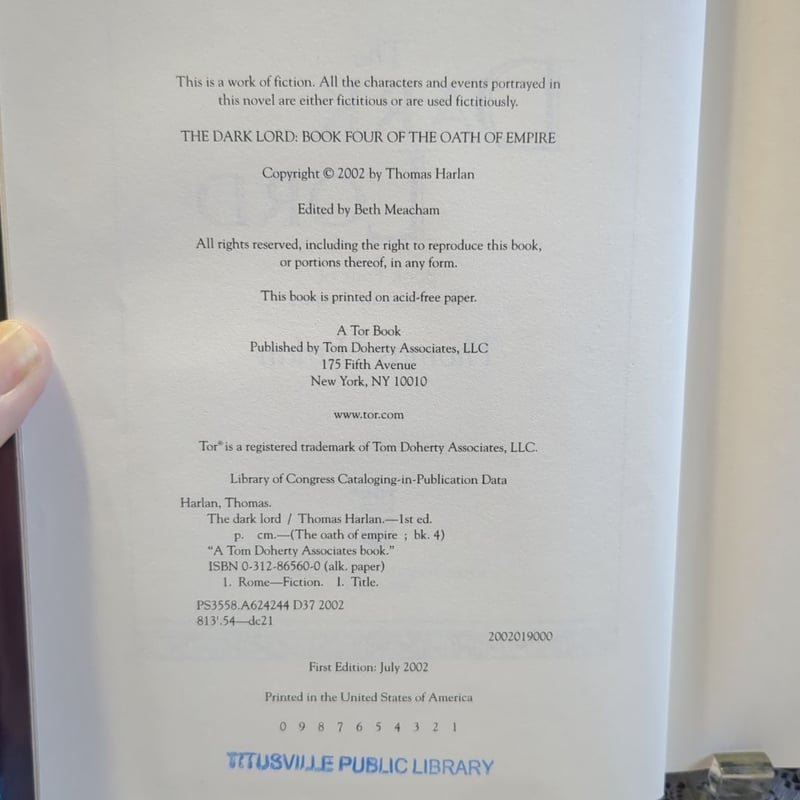 This is a work of fiction. All the characters and events portrayed in
this novel are either fictitious or are used fictitiously.
THE DARK LORD: BOOK FOUR OF THE OATH OF EMPIRE
Copyright © 2002 by Thomas Harlan
Edited by Beth Meacham
All rights reserved, including the right to reproduce this book,
or portions thereof, in any form.
This book is printed on acid-free paper.
A Tor Book
Published by Tom Doherty Associates, LLC
175 Fifth Avenue
New York, NY 10010
www.tor.com
Tor® is a registered trademark of Tom Doherty Associates, LLC.
Library of Congress Cataloging-in-Publication Data
Harlan, Thomas.
The dark lord / Thomas Harlan.—1st ed.
p. cm.—(The oath of empire ; bk. 4)
“A Tom Doherty Associates book.”
ISBN 0-312-86560-0 (alk. paper)
1. Rome—Fiction. I. Title.
PS3558.A624244 D37 2002
813'.54—dc21
2002019000
First Edition: July 2002
Printed in the United States of America
0 9 8 7 6 5 4 3 2 1
TITUSVILLE PUBLIC LIBRARY